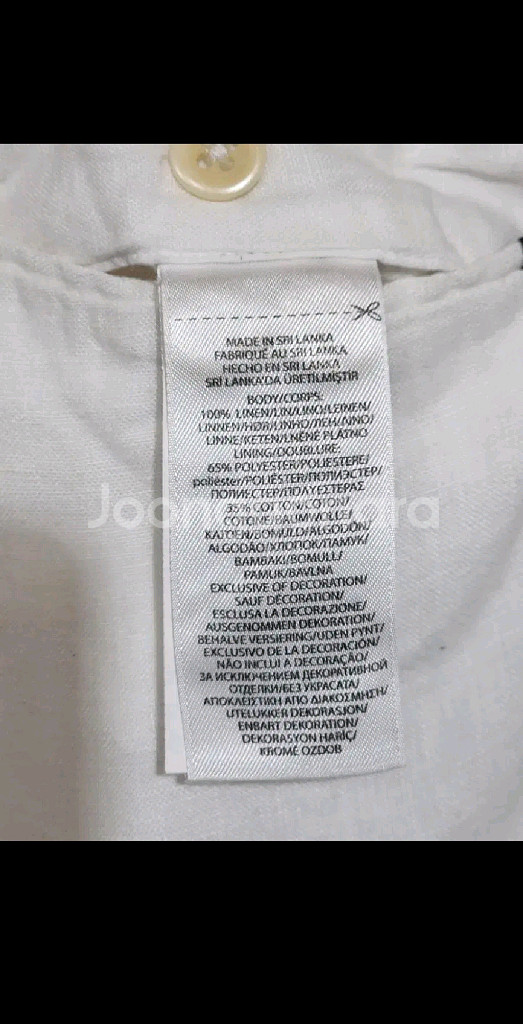 MADE IN SRI LANKA
FABRIQUÉ AU SRI LANKA
HECHO EN SRI LANKA
SRİ LANKA'DA ÜRETİLMİŞTİR
BODY/CORPS:
100% LINEN/LIN/LINO/LEINEN/
LINNEN/HØR/LINHO/ЛЕН/ΛΙΝΟ/
LINNE/KETEN/LNĚNÉ PLÁTNO
LINING/DOUBLURE:
65% POLYESTER/POLIESTERE/
poliéster/POLIÉSTER/ПОЛИЭСТЕР/
ПОЛИЕСТЕР/ΠΟΛΥΕΣΤΕΡΑΣ
35% COTTON/COTON/
COTONE/BAUMWOLLE/
KATOEN/BOMULD/ALGODÓN/
ALGODÃO/ХЛОПОК/ПАМУК/
ΒΑΜΒΑΚΙ/BOMULL/
PAMUK/BAVLNA
EXCLUSIVE OF DECORATION/
SAUF DÉCORATION/
ESCLUSA LA DECORAZIONE/
AUSGENOMMEN DEKORATION/
BEHALVE VERSIERING/UDEN PYNT/
EXCLUSIVO DE LA DECORACIÓN/
NÃO INCLUI A DECORAÇÃO/
ЗА ИСКЛЮЧЕНИЕМ ДЕКОРАТИВНОЙ
ОТДЕЛКИ/БЕЗ УКРАСАТА/
ΑΠΟΚΛΕΙΣΤΙΚΗ ΑΠΟ ΔΙΑΚΟΣΜΗΣΗ/
UTELUKKER DEKORASJON/
ENBART DEKORATION/
DEKORASYON HARİÇ/
KROMĚ OZDOB